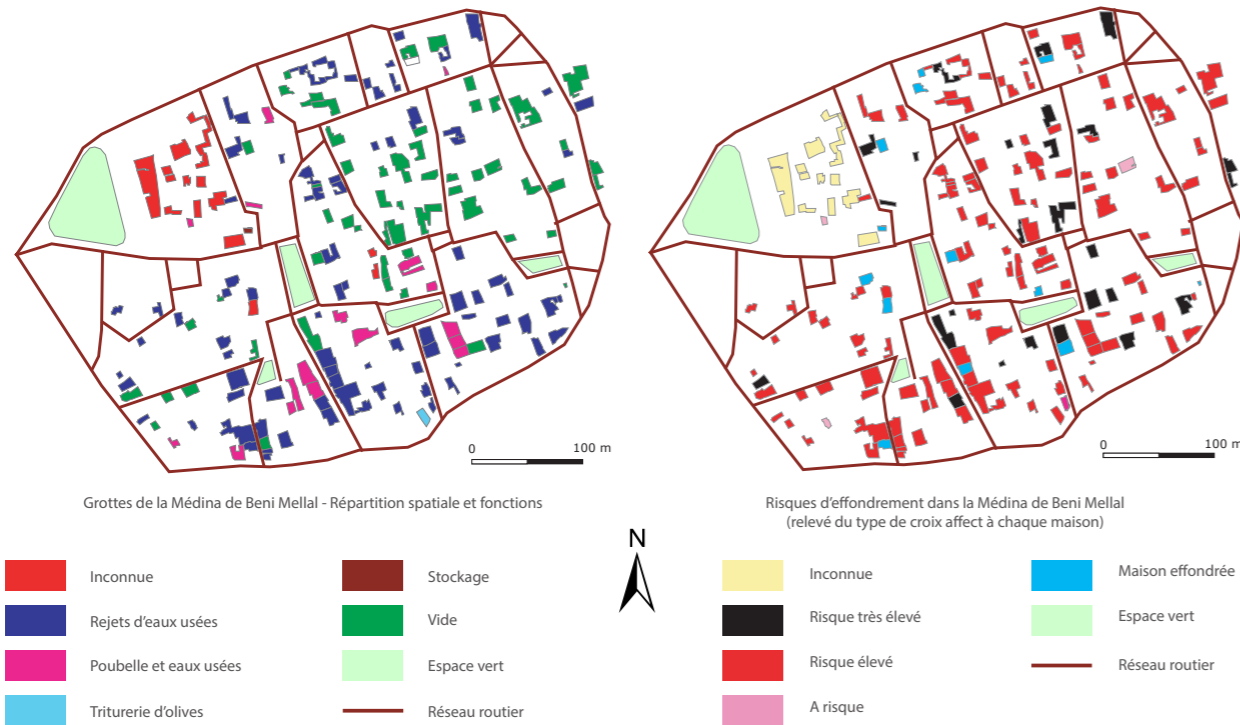 0
100 m
0
100 m
Grottes de la Médina de Beni Mellal - Répartition spatiale et fonctions
Risques d'effondrement dans la Médina de Beni Mellal
(relevé du type de croix affect à chaque maison)
N
Inconnue
Rejets d'eaux usées
Poubelle et eaux usées
Triturerie d'olives
Stockage
Vide
Espace vert
Réseau routier
Inconnue
Risque très élevé
Risque élevé
A risque
Maison effondrée
Espace vert
Réseau routier